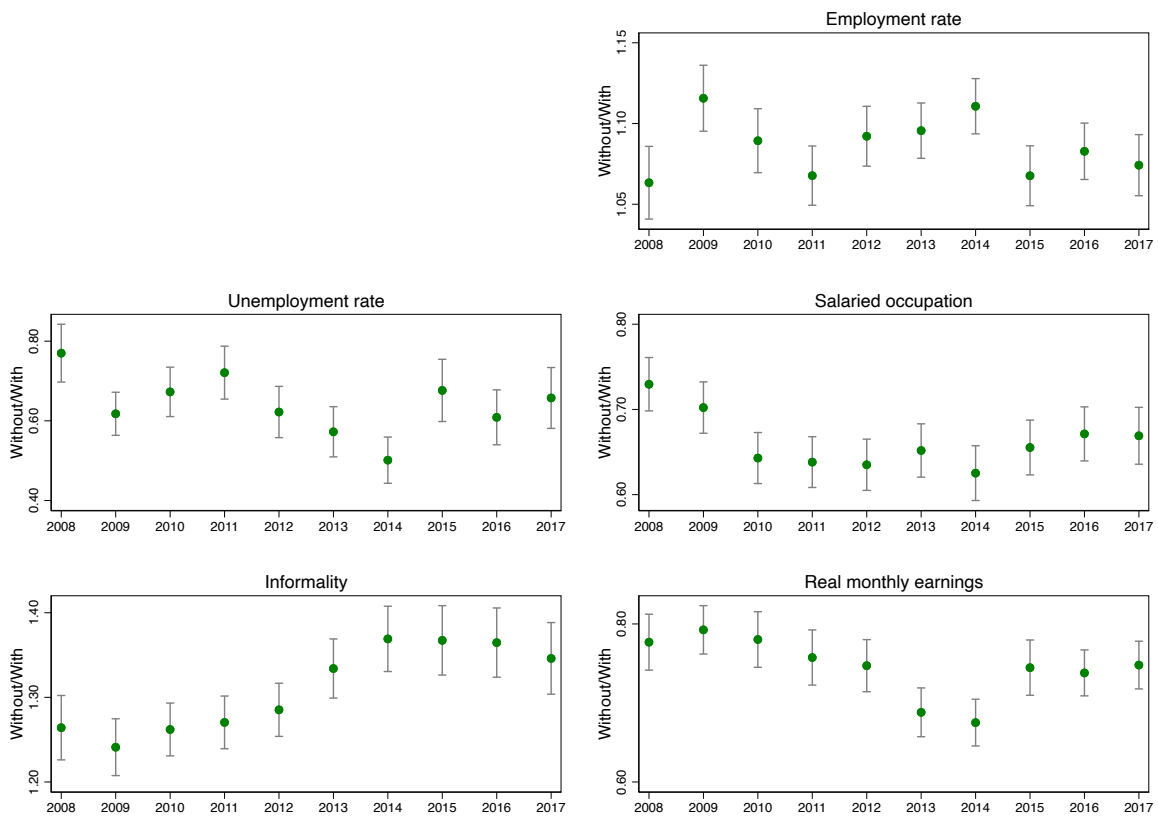 Employment rate
Without/With
1.15
1.10
1.05
2008 2009 2010 2011 2012 2013 2014 2015 2016 2017
Unemployment rate
Without/With
0.80
0.60
0.40
2008 2009 2010 2011 2012 2013 2014 2015 2016 2017
Salaried occupation
Without/With
0.80
0.70
0.60
2008 2009 2010 2011 2012 2013 2014 2015 2016 2017
Informality
Without/With
1.40
1.30
1.20
2008 2009 2010 2011 2012 2013 2014 2015 2016 2017
Real monthly earnings
Without/With
0.80
0.60
2008 2009 2010 2011 2012 2013 2014 2015 2016 2017